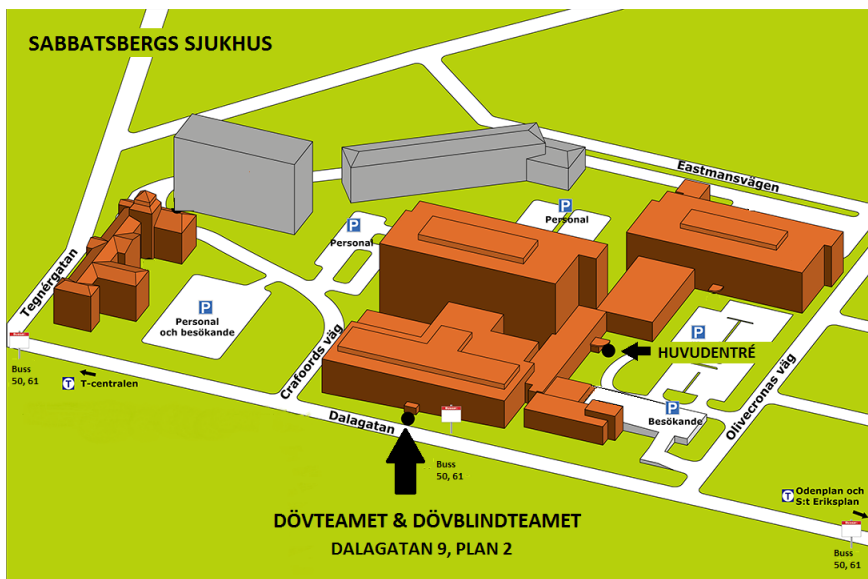 SABBATSBERGS SJUKHUS
Eastmansvägen
P
Personal
P
Personal
Tegnérgatan
P
Personal
och besökande
Crafoords väg
P
HUVUDENTRÉ
Olivecronas väg
Buss
50, 61
T T-centralen
P
Besökande
Dalagatan
Buss
50, 61
T Odenplan och
S:t Eriksplan
DÖVTEAMET & DÖVBLINDTEAMET
DALAGATAN 9, PLAN 2
Buss
50, 61